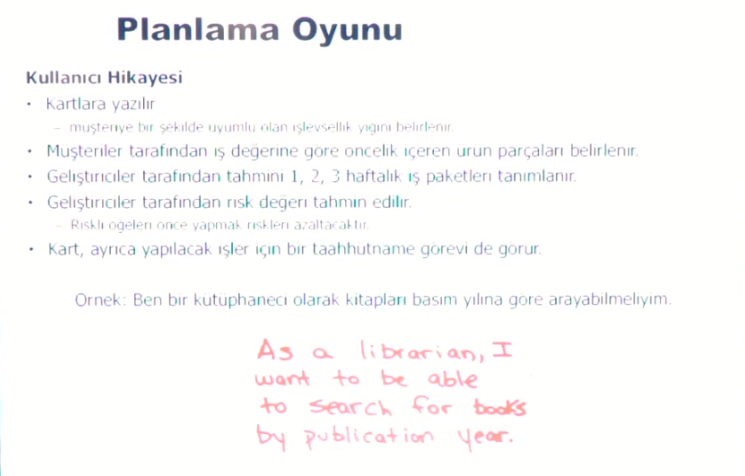 Planlama Oyunu
Kullanıcı Hikayesi
• Kartlara yazılır
– müşteriye bir şekilde uyumlu olan işlevsellik yığını belirlenir.
• Müşteriler tarafından iş değerine göre öncelik içeren ürün parçaları belirlenir.
• Geliştiriciler tarafından tahmini 1, 2, 3 haftalık iş paketleri tanımlanır.
• Geliştiriciler tarafından risk değeri tahmin edilir.
– Riskli öğeleri önce yapmak riskleri azaltacaktır.
• Kart, ayrıca yapılacak işler için bir taahhütname görevi de görür.
Örnek: Ben bir kütüphaneci olarak kitapları basım yılına göre arayabilmeliyim.
As a librarian, I
want to be able
to search for books
by publication year.